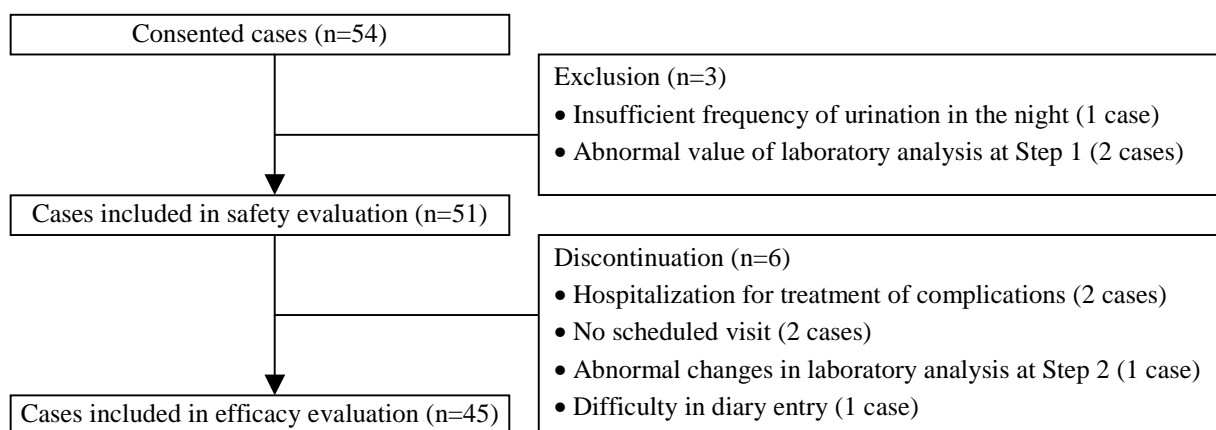 Consented cases (n=54)
Exclusion (n=3)
• Insufficient frequency of urination in the night (1 case)
• Abnormal value of laboratory analysis at Step 1 (2 cases)
Cases included in safety evaluation (n=51)
Discontinuation (n=6)
• Hospitalization for treatment of complications (2 cases)
• No scheduled visit (2 cases)
• Abnormal changes in laboratory analysis at Step 2 (1 case)
• Difficulty in diary entry (1 case)
Cases included in efficacy evaluation (n=45)